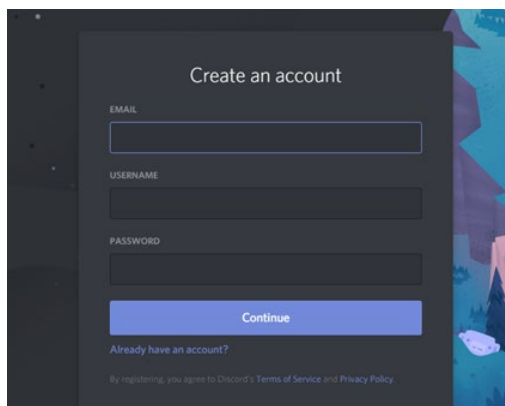 Create an account
EMAIL
USERNAME
PASSWORD
Continue
Already have an account?
By registering, you agree to Discord's Terms of Service and Privacy Policy.